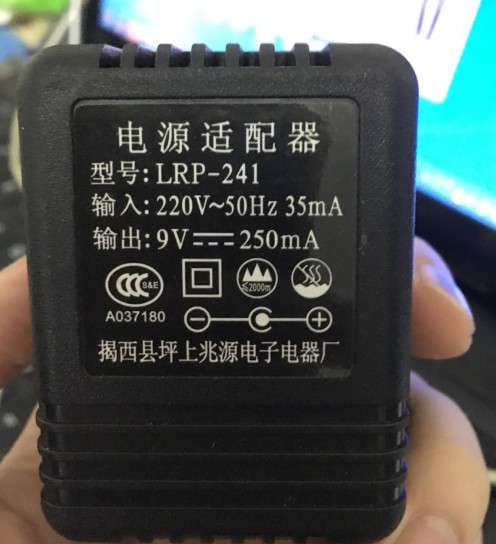 电源适配器
型号:LRP-241
输入:220V~50Hz 35mA
输出:9V⎓250mA
CCC S&E
≤2000m
A037180
- +
揭西县坪上兆源电子电器厂